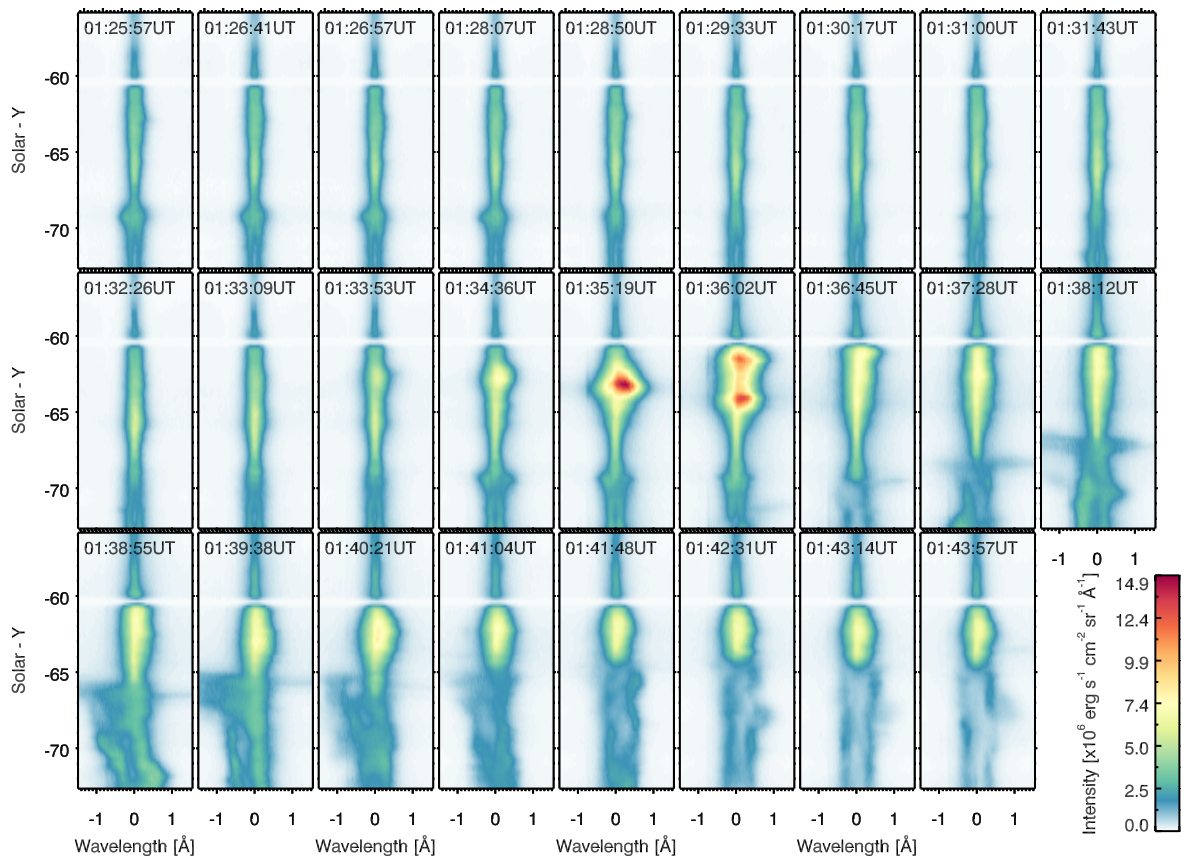 01:25:57UT 01:26:41UT 01:26:57UT 01:28:07UT 01:28:50UT 01:29:33UT 01:30:17UT 01:31:00UT 01:31:43UT
-60
-65
-70
Solar - Y
01:32:26UT 01:33:09UT 01:33:53UT 01:34:36UT 01:35:19UT 01:36:02UT 01:36:45UT 01:37:28UT 01:38:12UT
-60
-65
-70
Solar - Y
01:38:55UT 01:39:38UT 01:40:21UT 01:41:04UT 01:41:48UT 01:42:31UT 01:43:14UT 01:43:57UT
-1 0 1
-60
-65
-70
Solar - Y
14.9
12.4
9.9
7.4
5.0
2.5
0.0
Intensity [x10⁶ erg s⁻¹ cm⁻² sr⁻¹ Å⁻¹]
-1 0 1 -1 0 1 -1 0 1 -1 0 1 -1 0 1 -1 0 1 -1 0 1 -1 0 1
Wavelength [Å] Wavelength [Å] Wavelength [Å] Wavelength [Å]